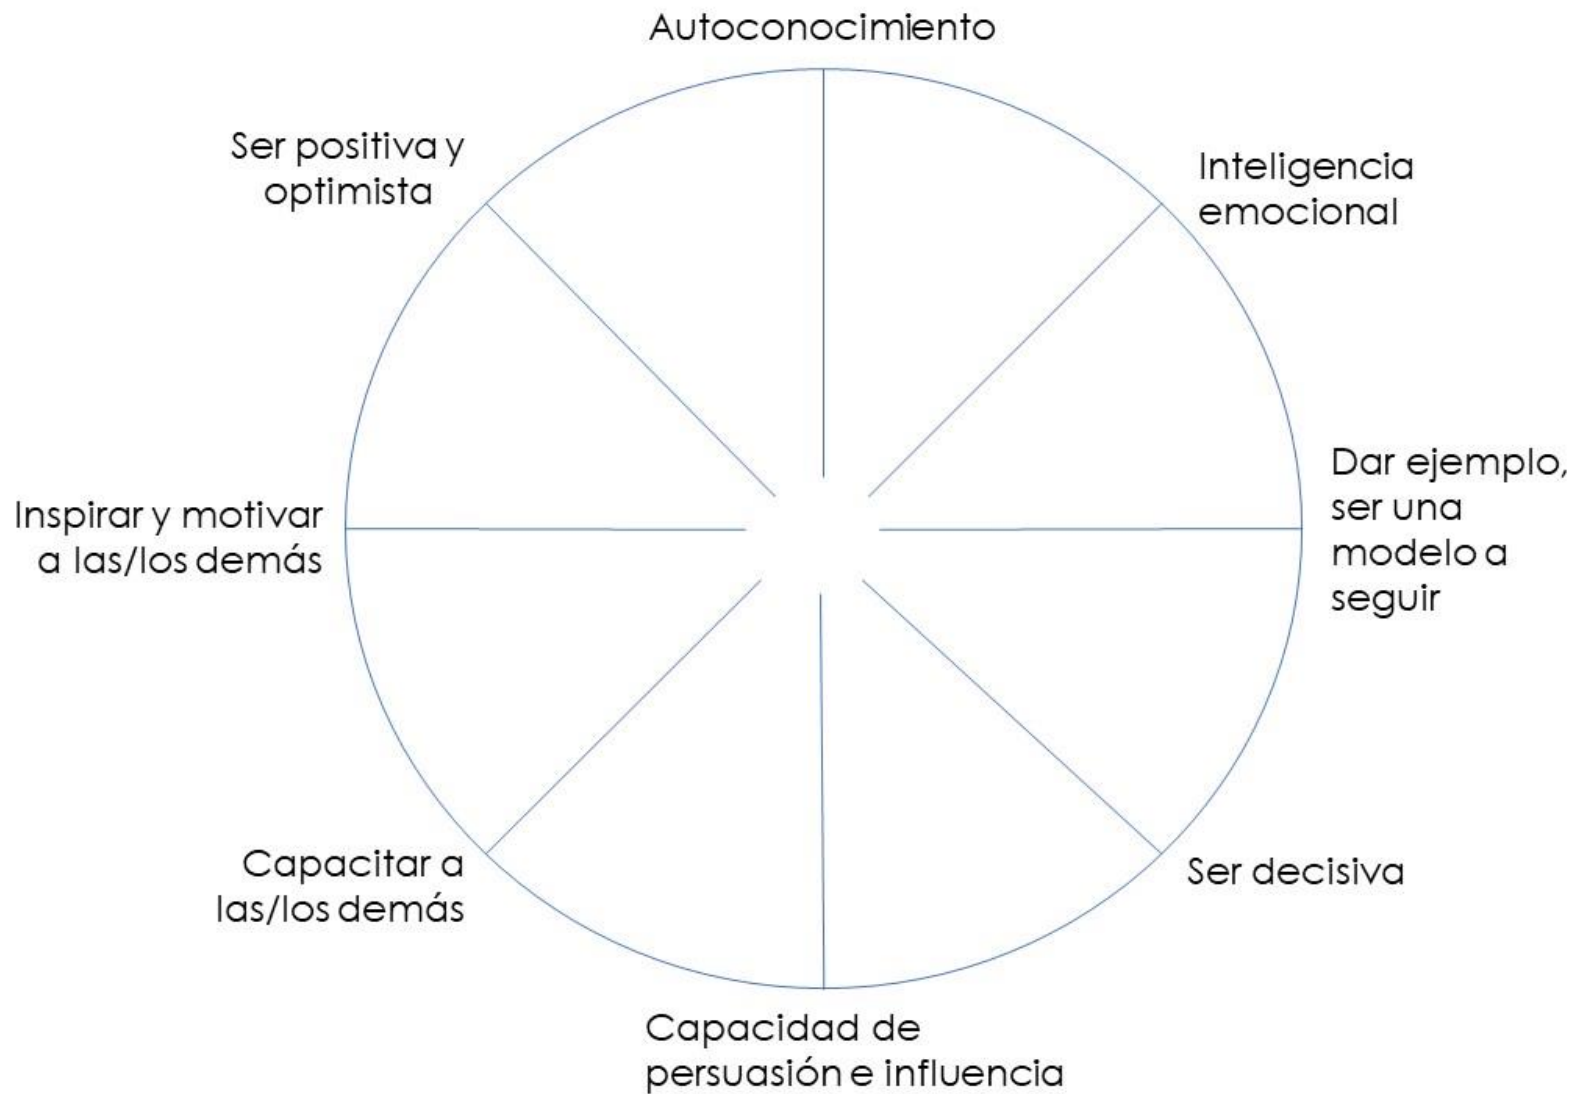 Autoconocimiento
Inteligencia
emocional
Dar ejemplo,
ser una
modelo a
seguir
Ser decisiva
Capacidad de
persuasión e influencia
Capacitar a
las/los demás
Inspirar y motivar
a las/los demás
Ser positiva y
optimista